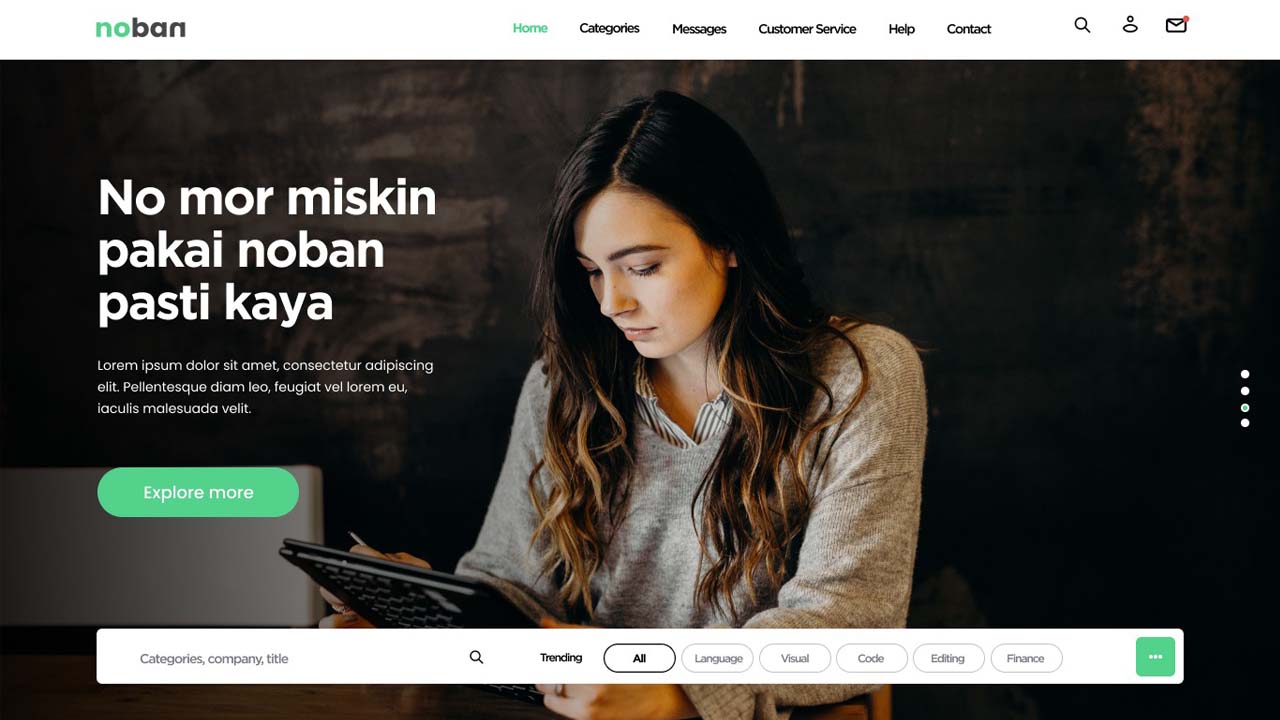 noban
Home
Categories
Messages
Customer Service
Help
Contact
No mor miskin
pakai noban
pasti kaya
Lorem ipsum dolor sit amet, consectetur adipiscing
elit. Pellentesque diam leo, feugiat vel lorem eu,
iaculis malesuada velit.
Explore more
Categories, company, title
Trending
All
Language
Visual
Code
Editing
Finance